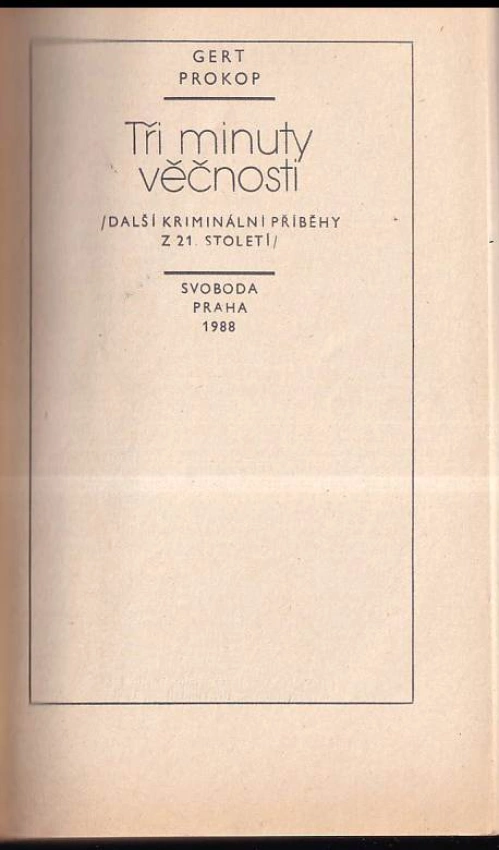 GERT
PROKOP
Tři minuty
věčnosti
/DALŠÍ KRIMINÁLNÍ PŘÍBĚHY
Z 21. STOLETÍ/
SVOBODA
PRAHA
1988